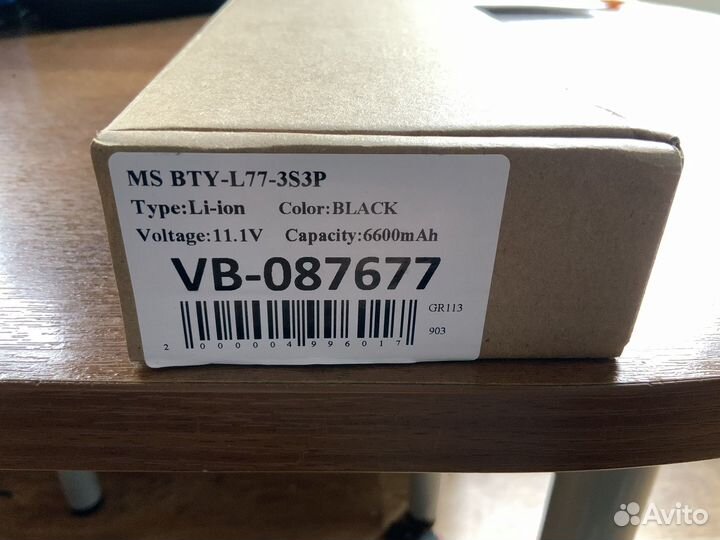 MS BTY-L77-3S3P
Type:Li-ion Color:BLACK
Voltage:11.1V Capacity:6600mAh
VB-087677
GR113
903
2 000004 996017
Avito